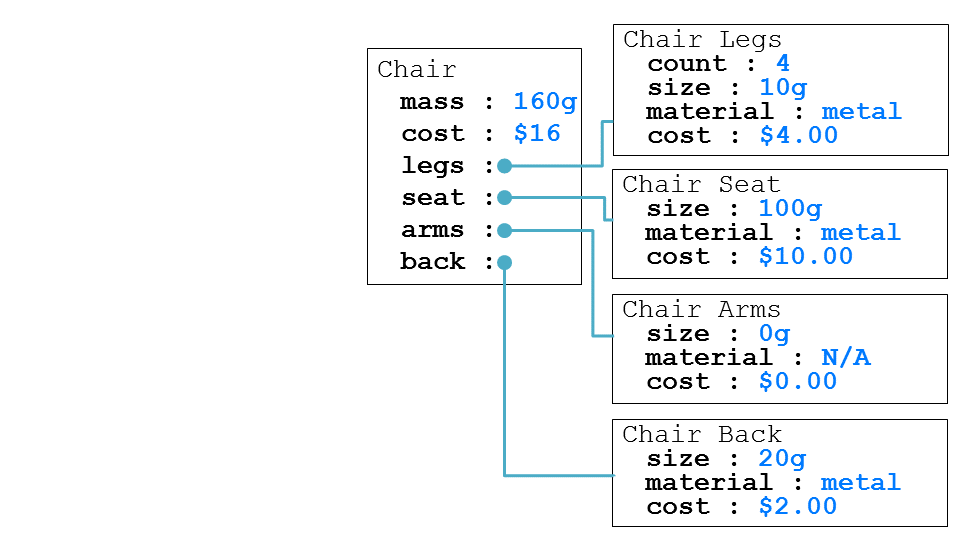 Chair
mass : 160g
cost : $16
legs :
seat :
arms :
back :
Chair Legs
count : 4
size : 10g
material : metal
cost : $4.00
Chair Seat
size : 100g
material : metal
cost : $10.00
Chair Arms
size : 0g
material : N/A
cost : $0.00
Chair Back
size : 20g
material : metal
cost : $2.00